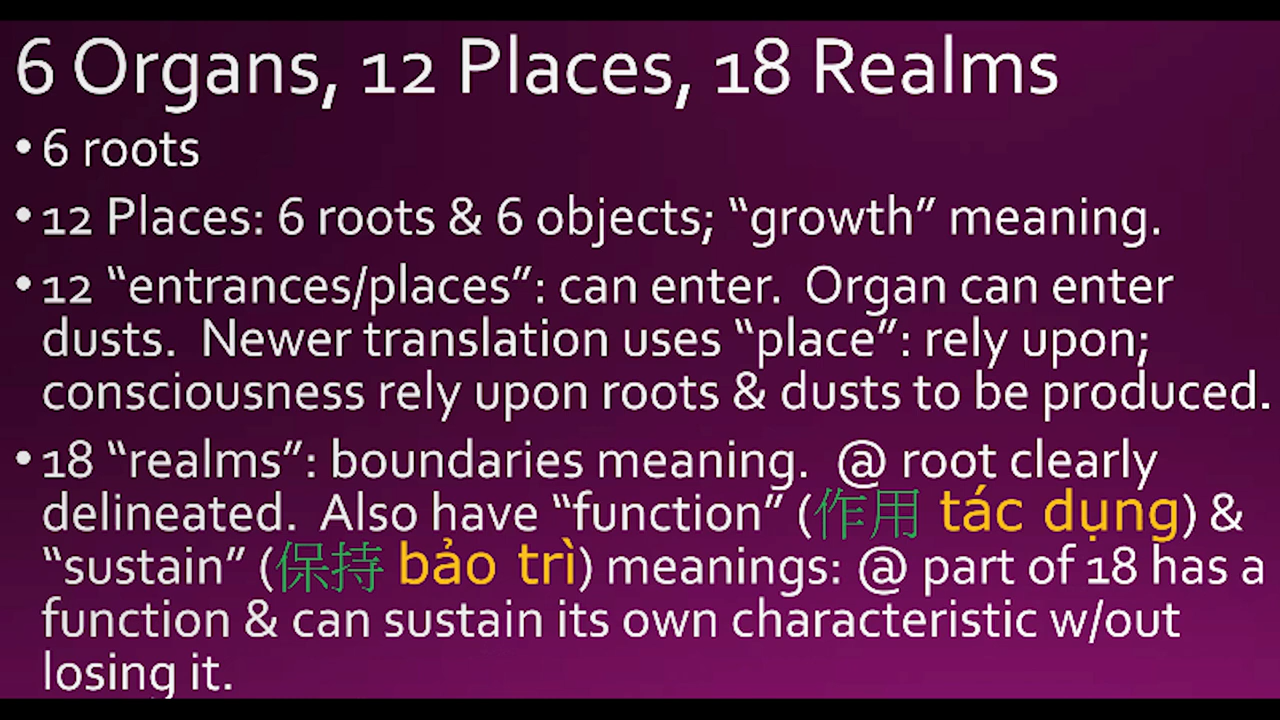 6 Organs, 12 Places, 18 Realms
• 6 roots
• 12 Places: 6 roots & 6 objects; “growth” meaning.
• 12 “entrances/places”: can enter. Organ can enter
dusts. Newer translation uses “place”: rely upon;
consciousness rely upon roots & dusts to be produced.
• 18 “realms”: boundaries meaning. @ root clearly
delineated. Also have “function” (作用 tác dụng) &
“sustain” (保持 bảo trì) meanings: @ part of 18 has a
function & can sustain its own characteristic w/out
losing it.